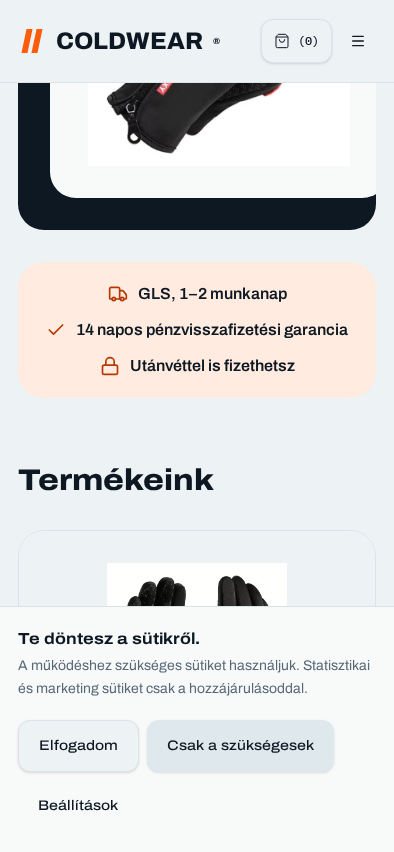 COLDWEAR ®
(0)
GLS, 1–2 munkanap
14 napos pénzvisszafizetési garancia
Utánvéttel is fizethetsz
Termékeink
Te döntesz a sütikről.
A működéshez szükséges sütiket használjuk. Statisztikai
és marketing sütiket csak a hozzájárulásoddal.
Elfogadom
Csak a szükségesek
Beállítások